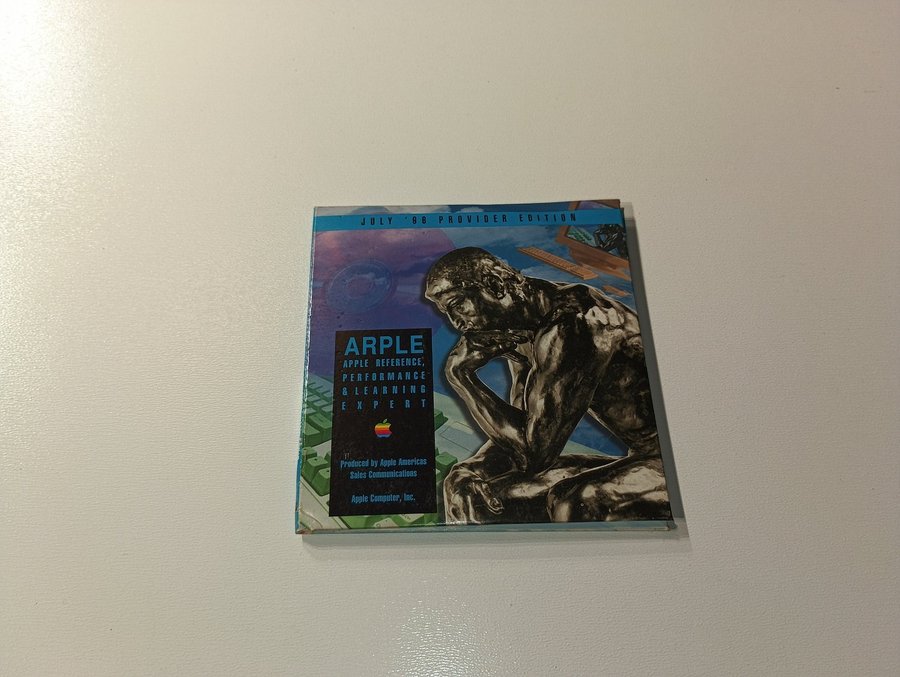 JULY '96 PROVIDER EDITION
ARPLE
APPLE REFERENCE,
PERFORMANCE
& LEARNING
EXPERT
Produced by Apple Americas
Sales Communications
Apple Computer, Inc.